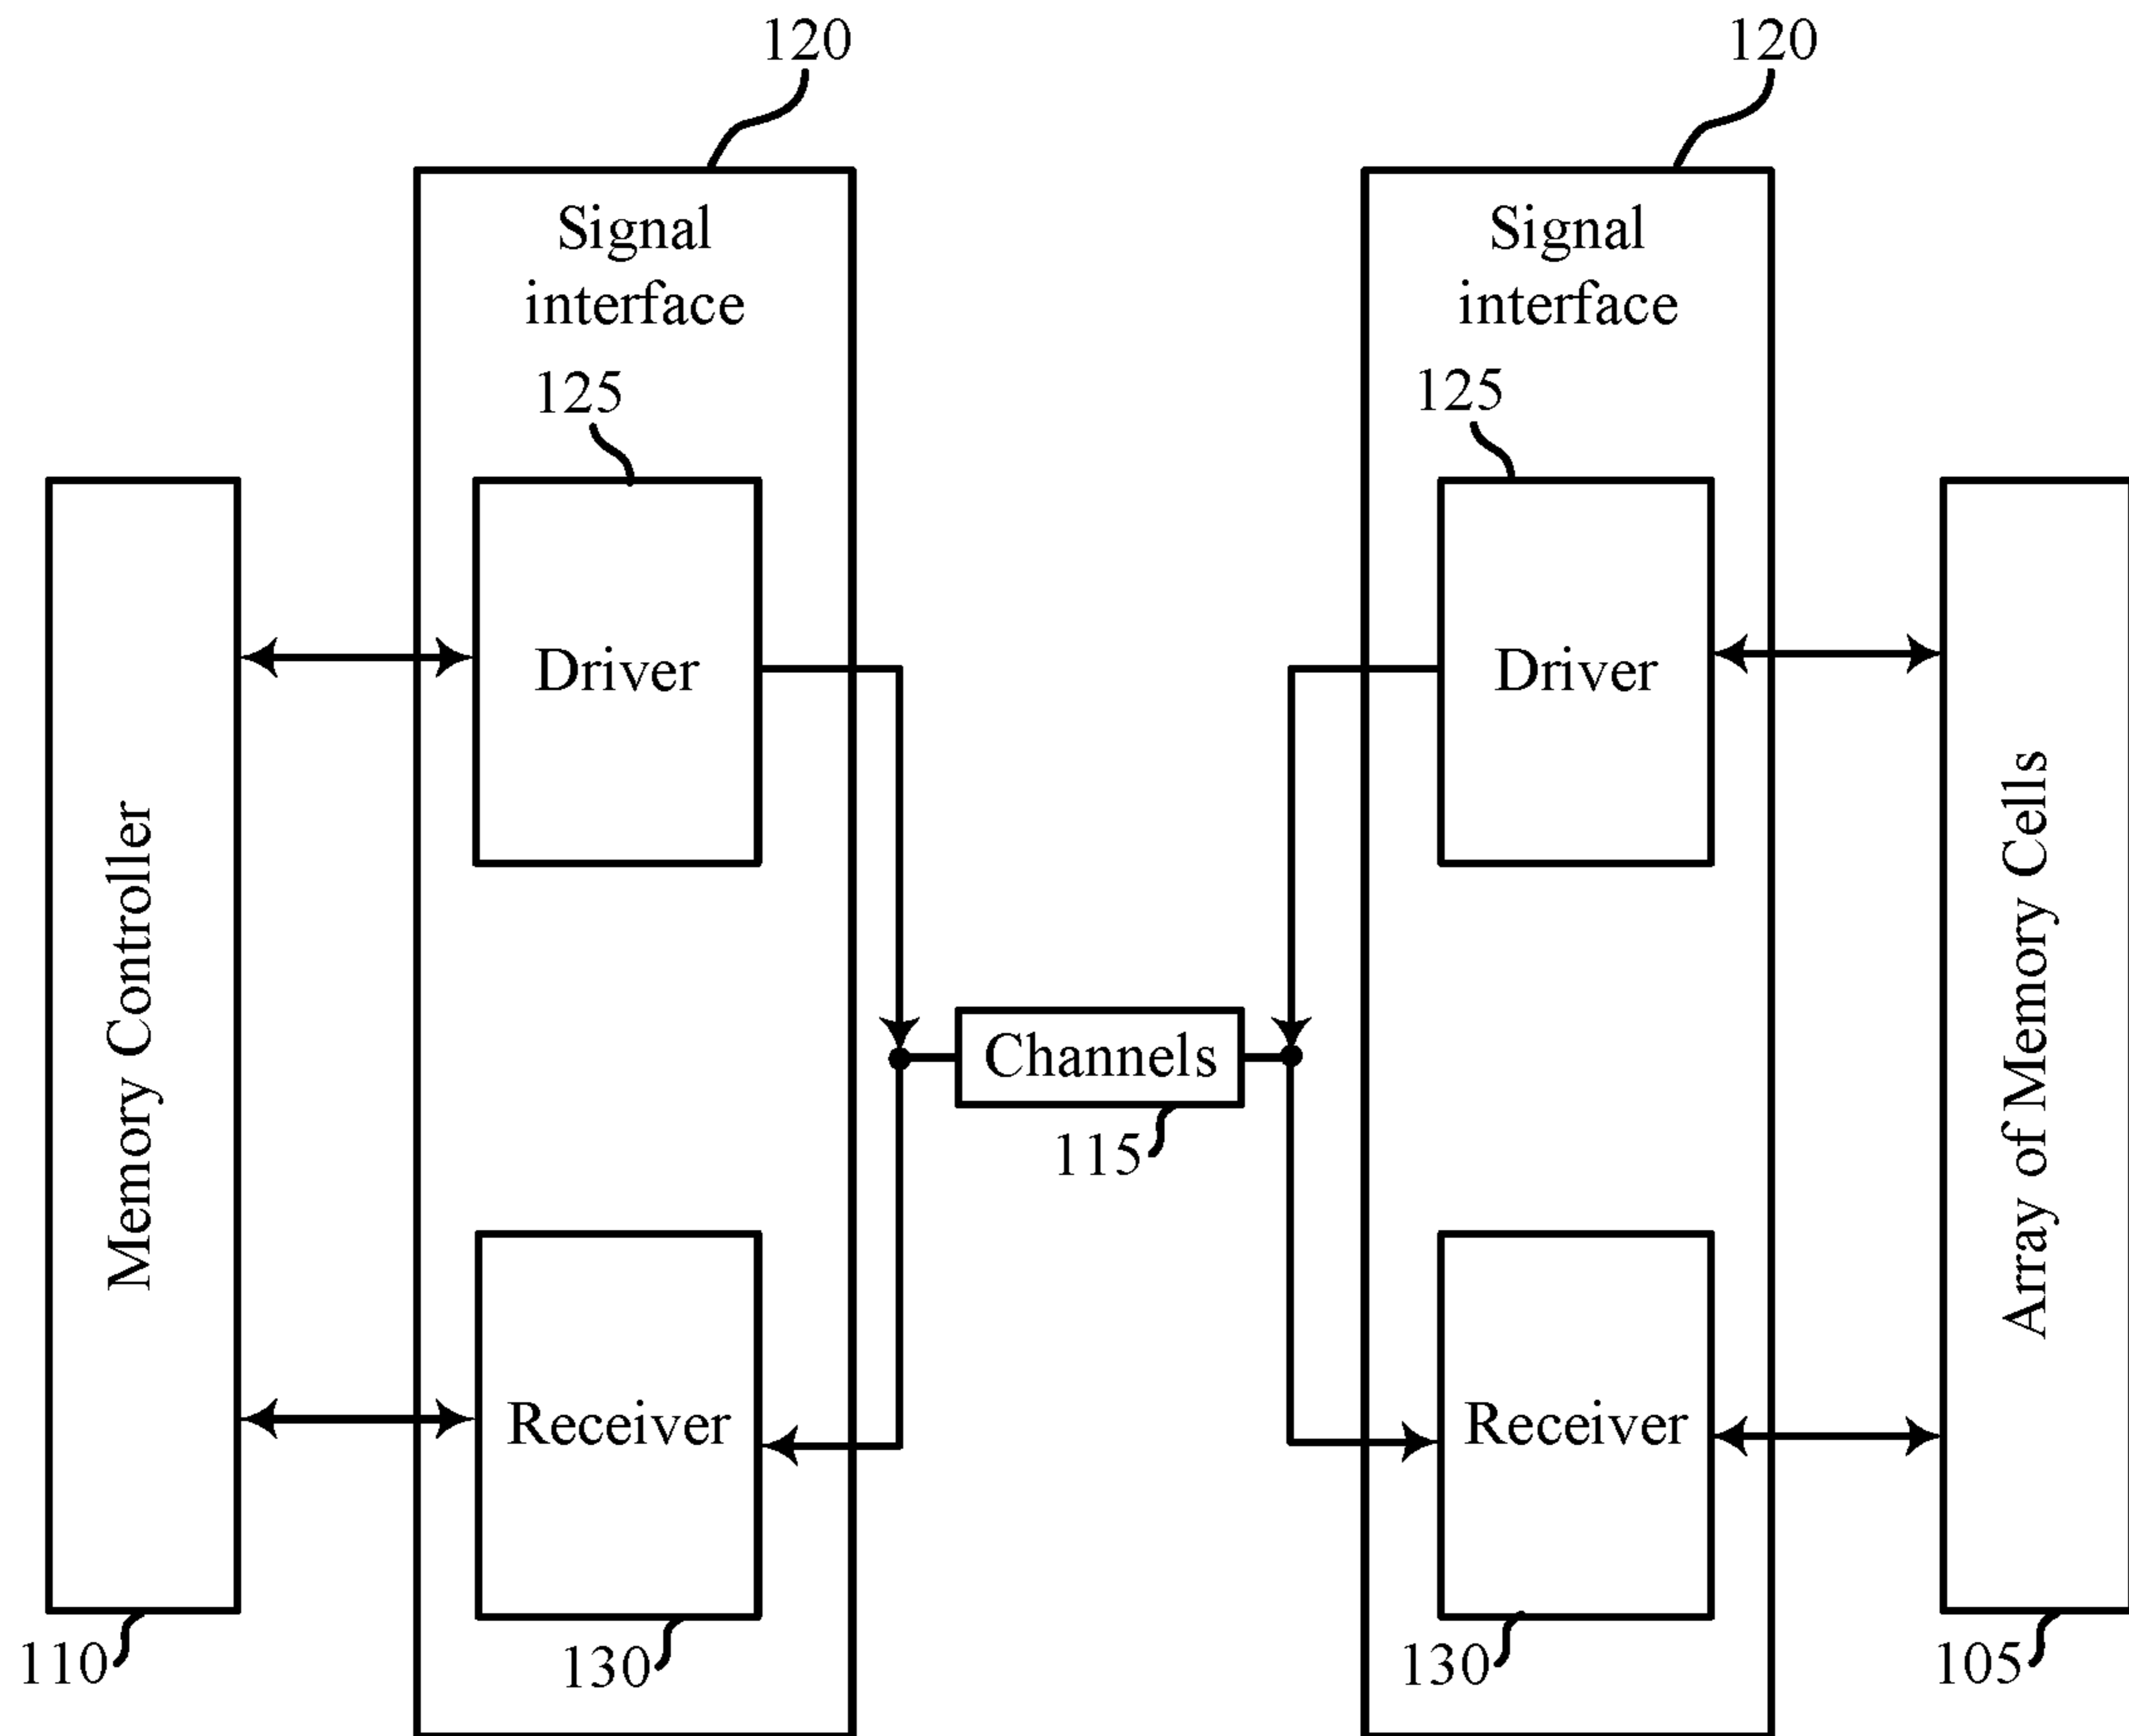 120
120
Signal
interface
Signal
interface
125
125
Driver
Driver
Memory Controller
Array of Memory Cells
Channels
115
Receiver
Receiver
110
130
130
105